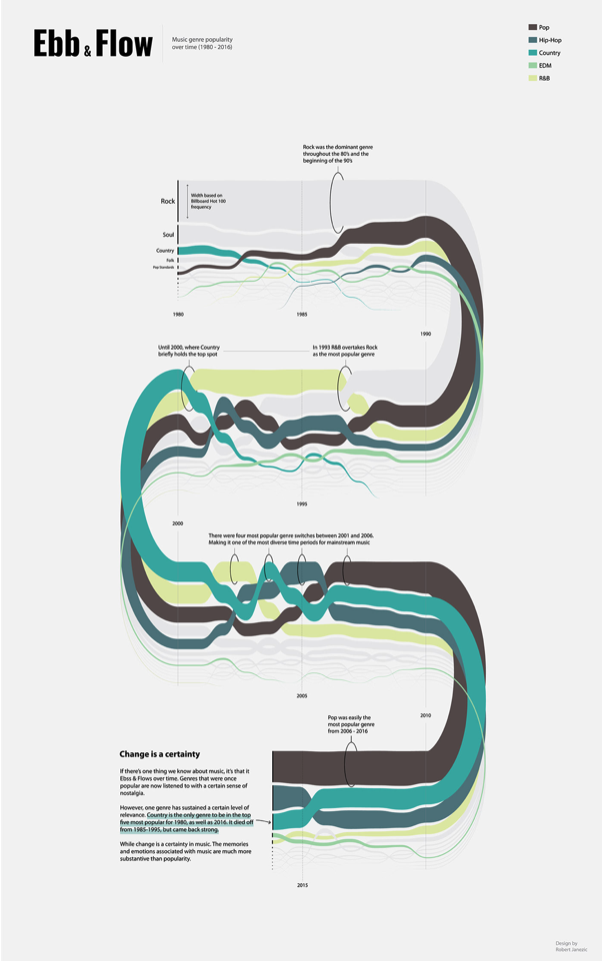 Ebb & Flow
Music genre popularity
over time (1980 - 2016)
Pop
Hip-Hop
Country
EDM
R&B
Rock was the dominant genre
throughout the 80's and the
beginning of the 90's
Rock
Width based on
Billboard Hot 100
frequency
Soul
Country
Folk
Pop Standards
1980
1985
1990
Until 2000, where Country
briefly holds the top spot
In 1993 R&B overtakes Rock
as the most popular genre
1995
2000
There were four most popular genre switches between 2001 and 2006.
Making it one of the most diverse time periods for mainstream music
2005
2010
Pop was easily the
most popular genre
from 2006 - 2016
Change is a certainty
If there's one thing we know about music, it's that it
Ebss & Flows over time. Genres that were once
popular are now listened to with a certain sense of
nostalgia.
However, one genre has sustained a certain level of
relevance. Country is the only genre to be in the top
five most popular for 1980, as well as 2016. It died off
from 1985-1995, but came back strong.
While change is a certainty in music. The memories
and emotions associated with music are much more
substantive than popularity.
2015
Design by
Robert Janezic